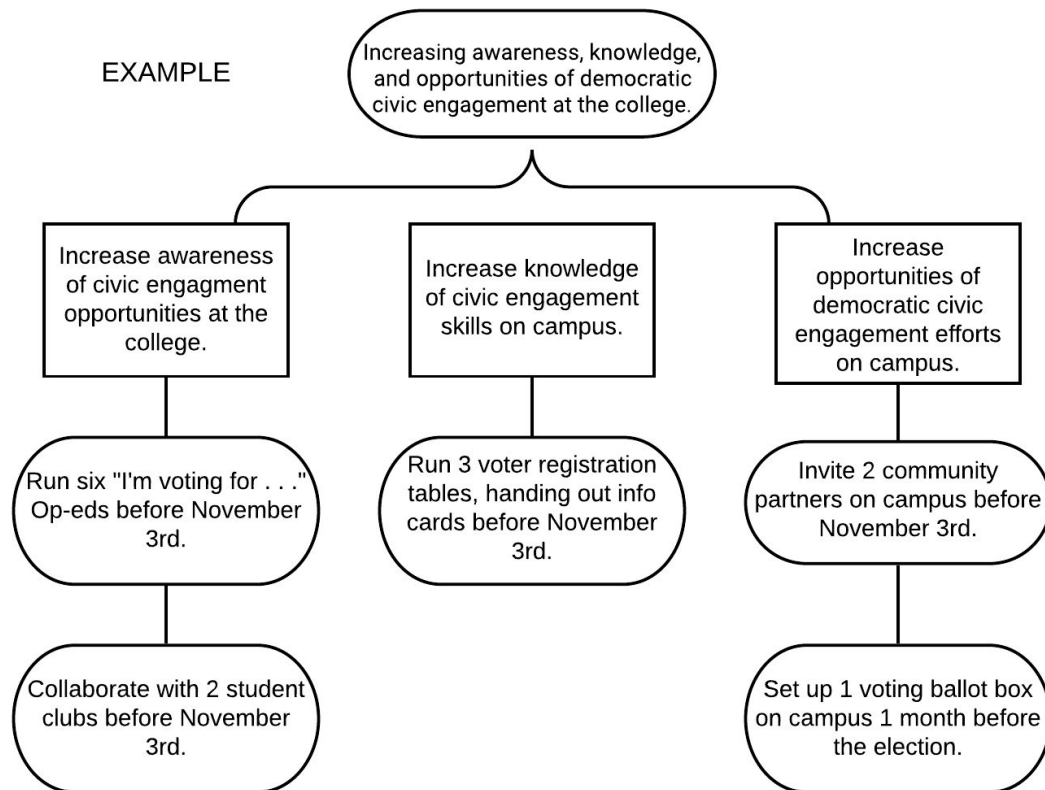 EXAMPLE
Increasing awareness, knowledge,
and opportunities of democratic
civic engagement at the college.
Increase awareness
of civic engagment
opportunities at the
college.
Increase knowledge
of civic engagement
skills on campus.
Increase
opportunities of
democratic civic
engagement efforts
on campus.
Run six "I'm voting for . . ."
Op-eds before November
3rd.
Run 3 voter registration
tables, handing out info
cards before November
3rd.
Invite 2 community
partners on campus before
November 3rd.
Collaborate with 2 student
clubs before November
3rd.
Set up 1 voting ballot box
on campus 1 month before
the election.